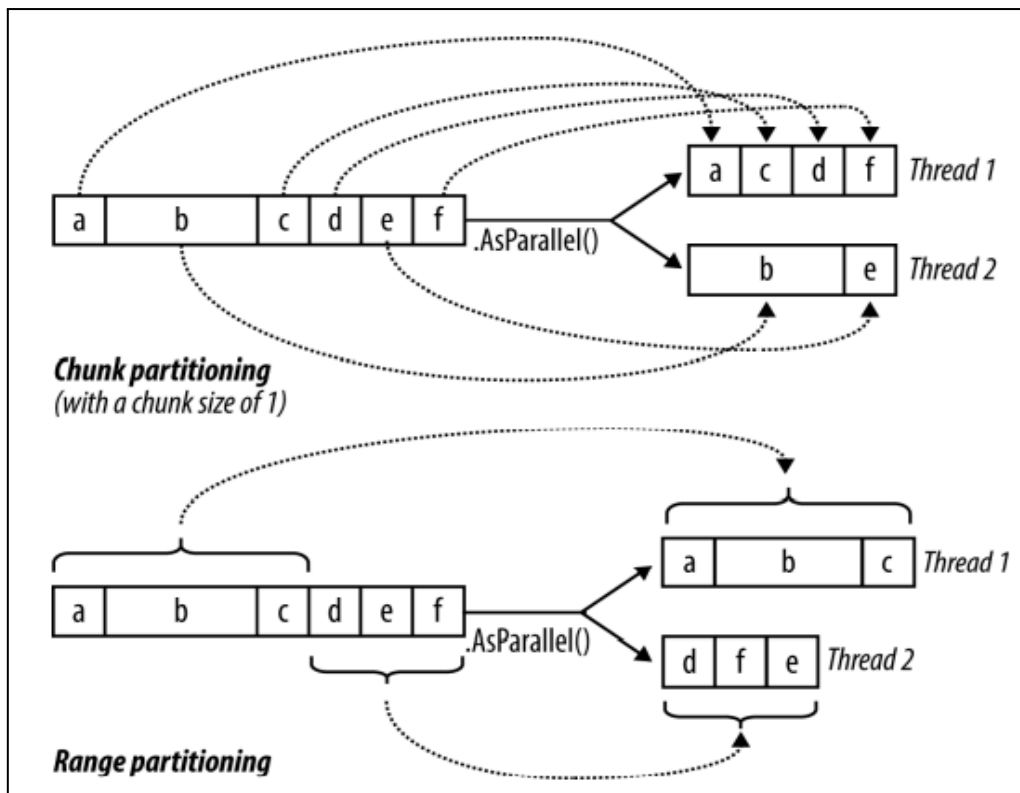 a c d f Thread 1
a b c d e f
.AsParallel()
b e Thread 2
Chunk partitioning
(with a chunk size of 1)
a b c Thread 1
a b c d e f
.AsParallel()
d f e Thread 2
Range partitioning